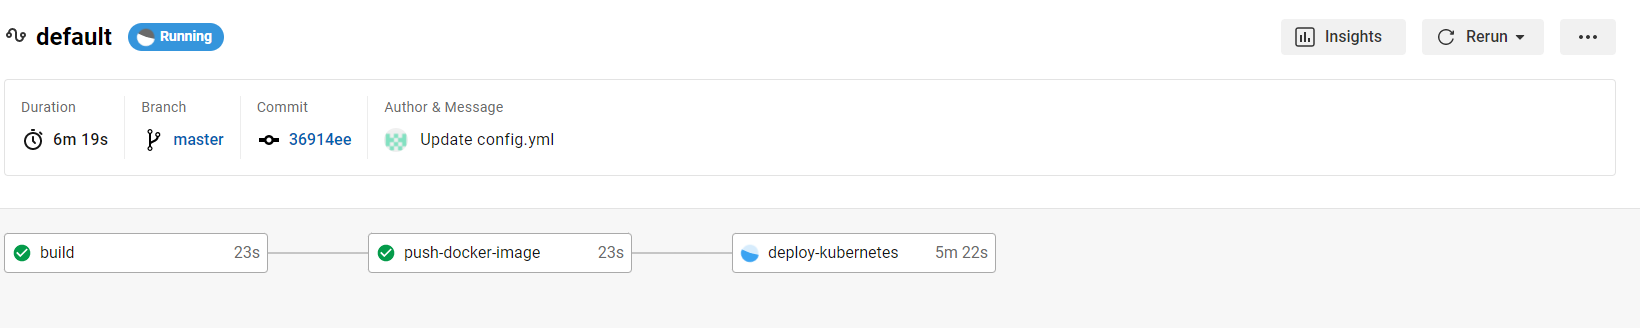 default Running Insights Rerun
Duration Branch Commit Author & Message
6m 19s master 36914ee Update config.yml
build 23s push-docker-image 23s deploy-kubernetes 5m 22s